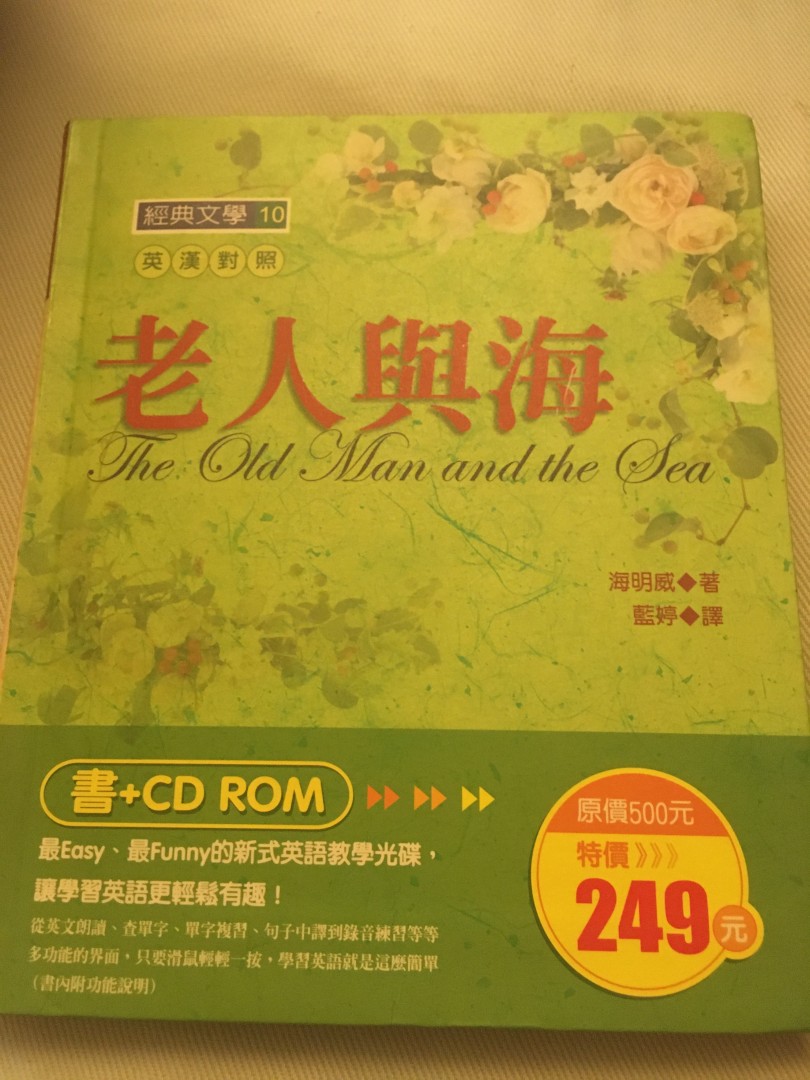 經典文學 10
英漢對照
老人與海
The Old Man and the Sea
海明威◆著
藍婷◆譯
書+CD ROM
最Easy、最Funny的新式英語教學光碟，
讓學習英語更輕鬆有趣！
從英文朗讀、查單字、單字複習、句子中譯到錄音練習等等
多功能的界面，只要滑鼠輕輕一按，學習英語就是這麼簡單
（書內附功能說明）
原價500元
特價》》》
249元